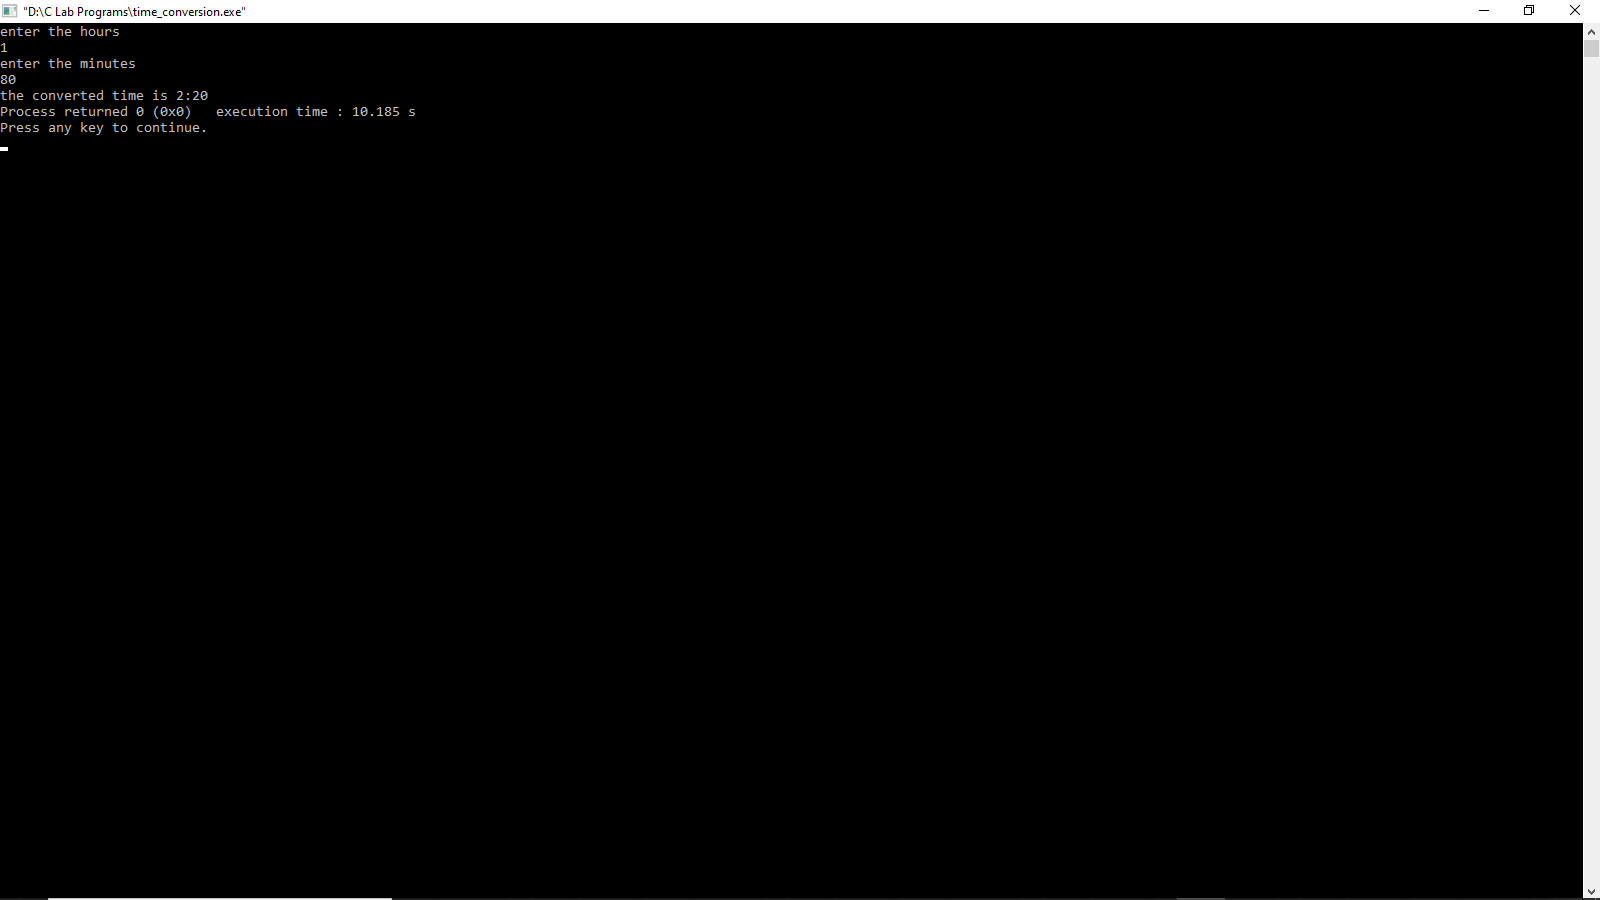 "D:\C Lab Programs\time_conversion.exe"
enter the hours
1
enter the minutes
80
the converted time is 2:20
Process returned 0 (0x0)   execution time : 10.185 s
Press any key to continue.